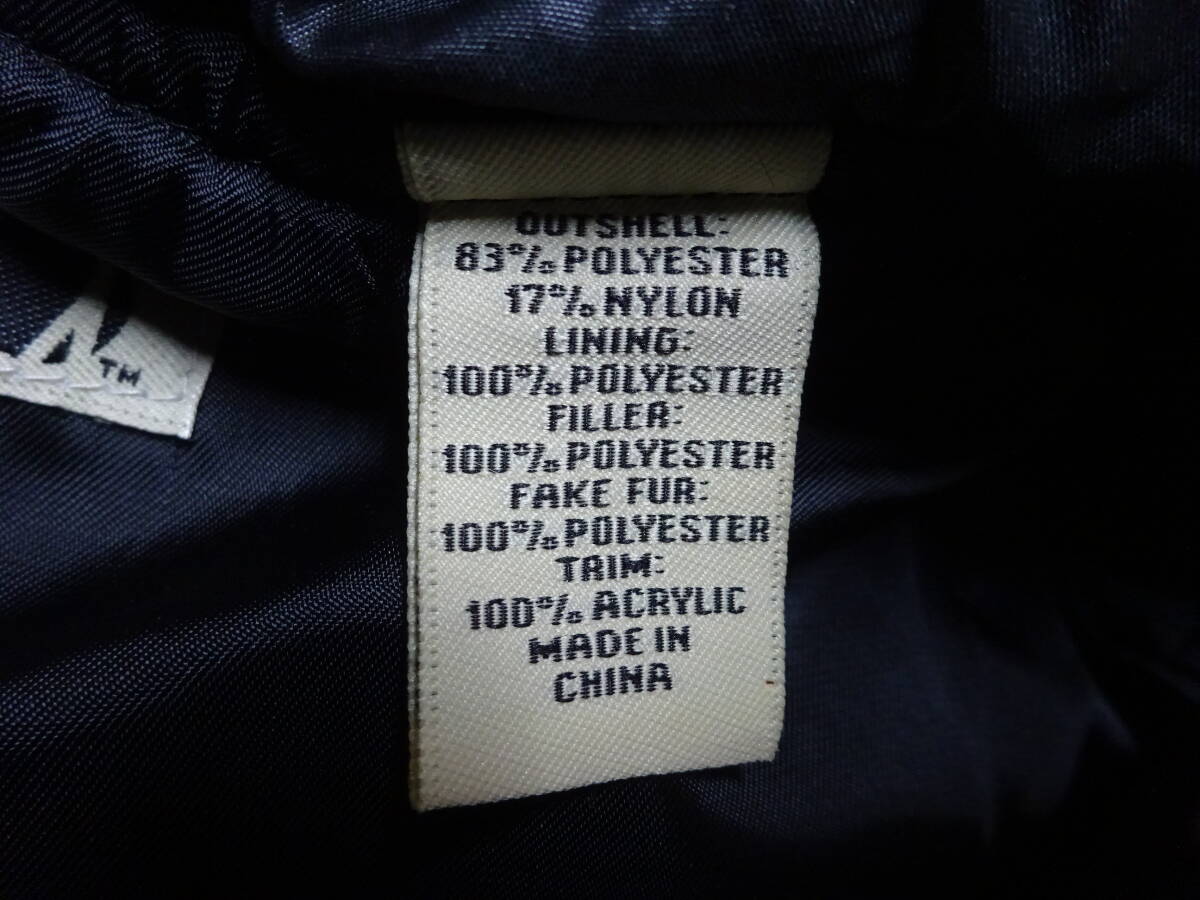 OUTSHELL:
83% POLYESTER
17% NYLON
LINING:
100% POLYESTER
FILLER:
100% POLYESTER
FAKE FUR:
100% POLYESTER
TRIM:
100% ACRYLIC
MADE IN
CHINA
TM